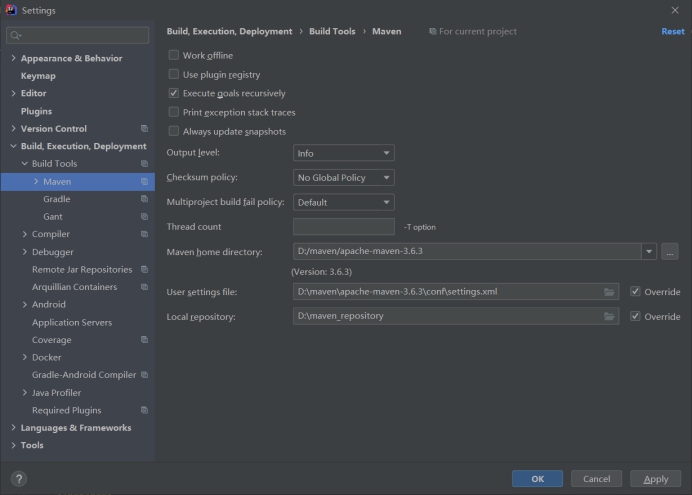 Settings
Appearance & Behavior
Keymap
Editor
Plugins
Version Control
Build, Execution, Deployment
Build Tools
Maven
Gradle
Gant
Compiler
Debugger
Remote Jar Repositories
Arquillian Containers
Android
Application Servers
Coverage
Docker
Gradle-Android Compiler
Java Profiler
Required Plugins
Languages & Frameworks
Tools
Build, Execution, Deployment › Build Tools › Maven For current project Reset
Work offline
Use plugin registry
Execute goals recursively
Print exception stack traces
Always update snapshots
Output level: Info
Checksum policy: No Global Policy
Multiproject build fail policy: Default
Thread count -T option
Maven home directory: D:/maven/apache-maven-3.6.3 ...
(Version: 3.6.3)
User settings file: D:\maven\apache-maven-3.6.3\conf\settings.xml Override
Local repository: D:\maven_repository Override
? OK Cancel Apply